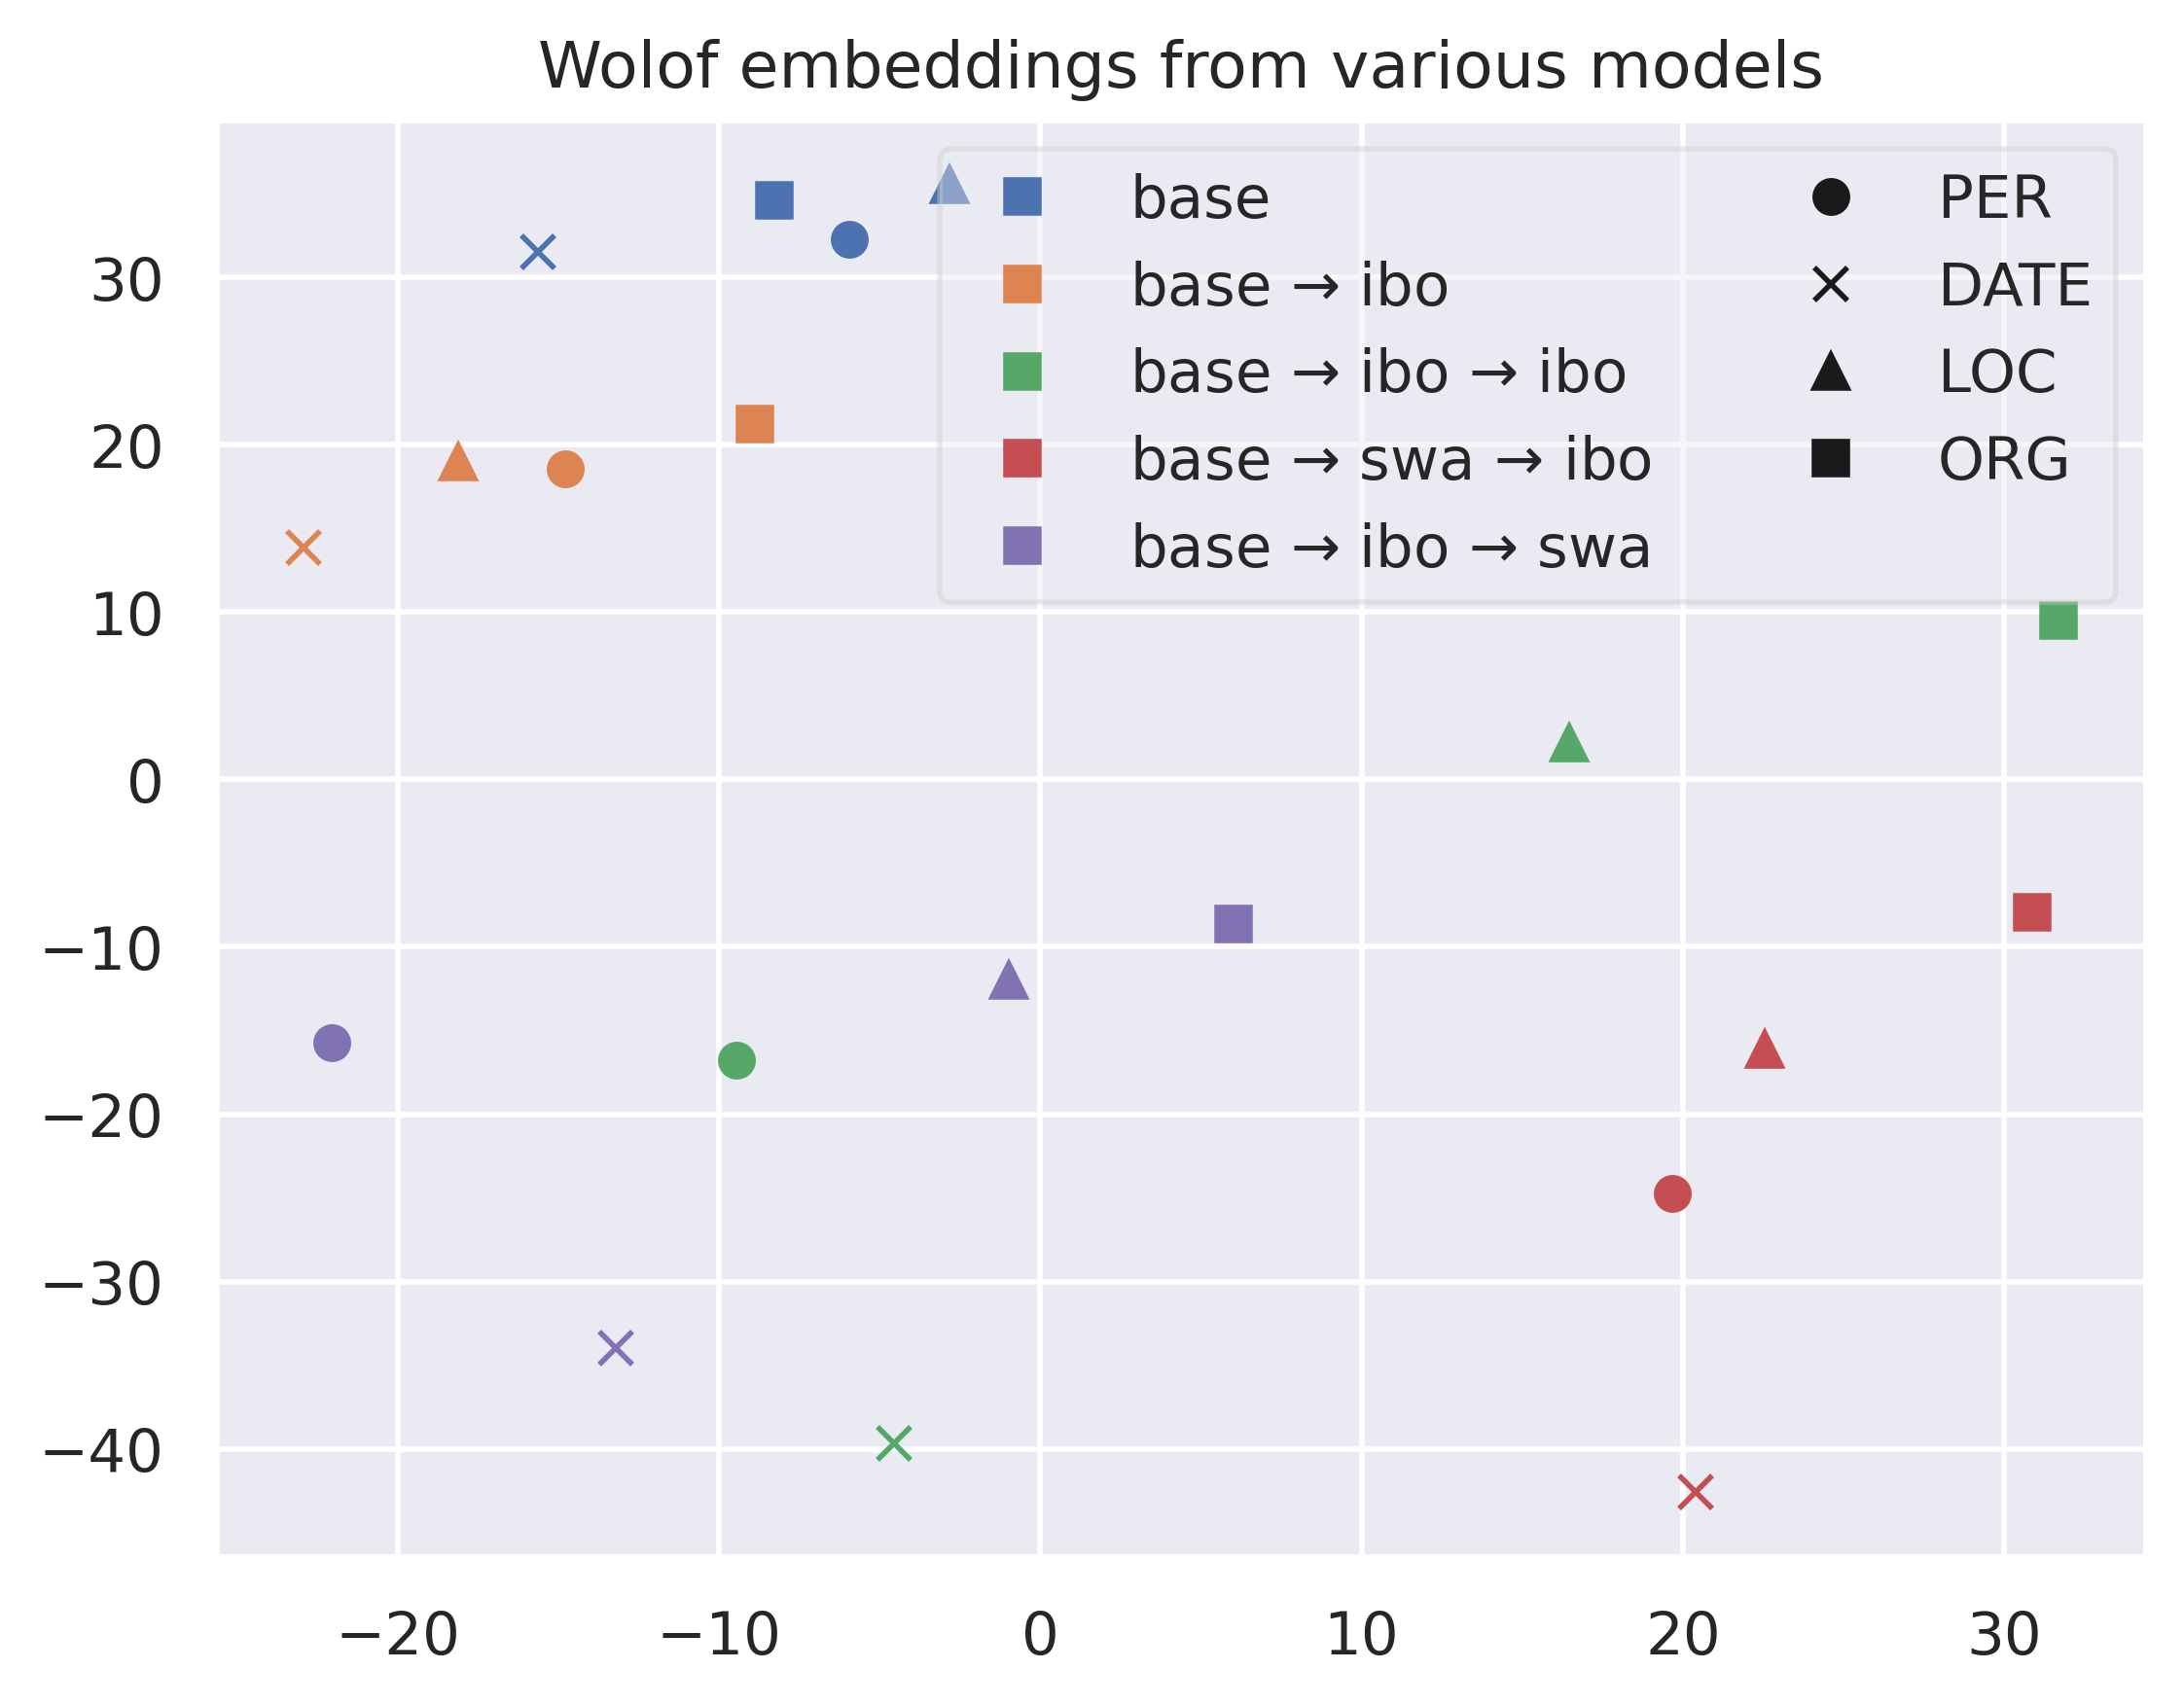 Wolof embeddings from various models
base
base → ibo
base → ibo → ibo
base → swa → ibo
base → ibo → swa
PER
DATE
LOC
ORG
30
20
10
0
−10
−20
−30
−40
−20 −10 0 10 20 30